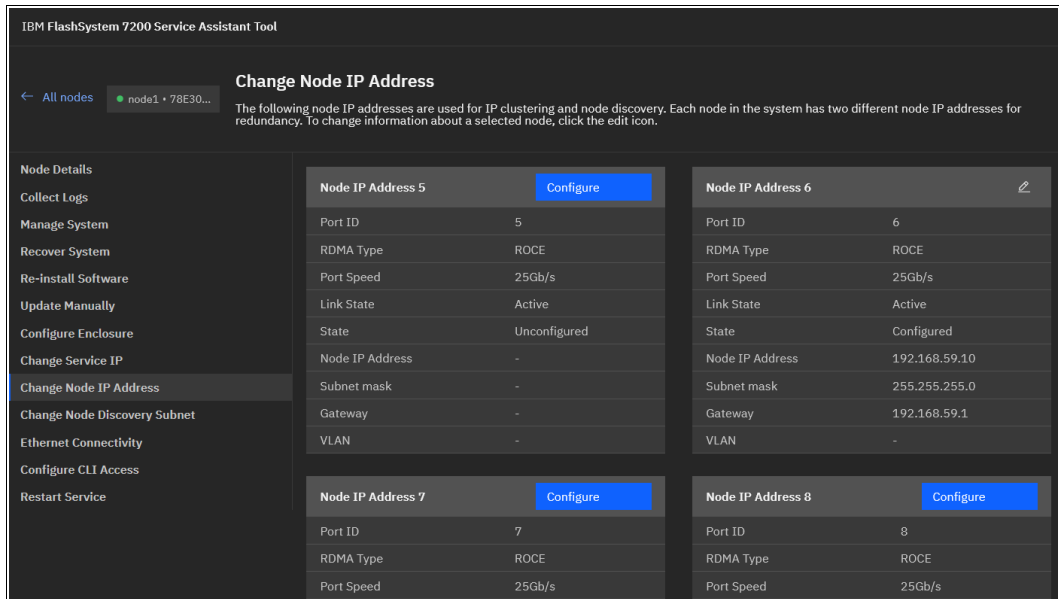 IBM FlashSystem 7200 Service Assistant Tool
← All nodes
node1 • 78E30...
Change Node IP Address
The following node IP addresses are used for IP clustering and node discovery. Each node in the system has two different node IP addresses for
redundancy. To change information about a selected node, click the edit icon.
Node Details
Collect Logs
Manage System
Recover System
Re-install Software
Update Manually
Configure Enclosure
Change Service IP
Change Node IP Address
Change Node Discovery Subnet
Ethernet Connectivity
Configure CLI Access
Restart Service
Node IP Address 5 Configure
Port ID 5
RDMA Type ROCE
Port Speed 25Gb/s
Link State Active
State Unconfigured
Node IP Address -
Subnet mask -
Gateway -
VLAN -
Node IP Address 6
Port ID 6
RDMA Type ROCE
Port Speed 25Gb/s
Link State Active
State Configured
Node IP Address 192.168.59.10
Subnet mask 255.255.255.0
Gateway 192.168.59.1
VLAN -
Node IP Address 7 Configure
Port ID 7
RDMA Type ROCE
Port Speed 25Gb/s
Node IP Address 8 Configure
Port ID 8
RDMA Type ROCE
Port Speed 25Gb/s